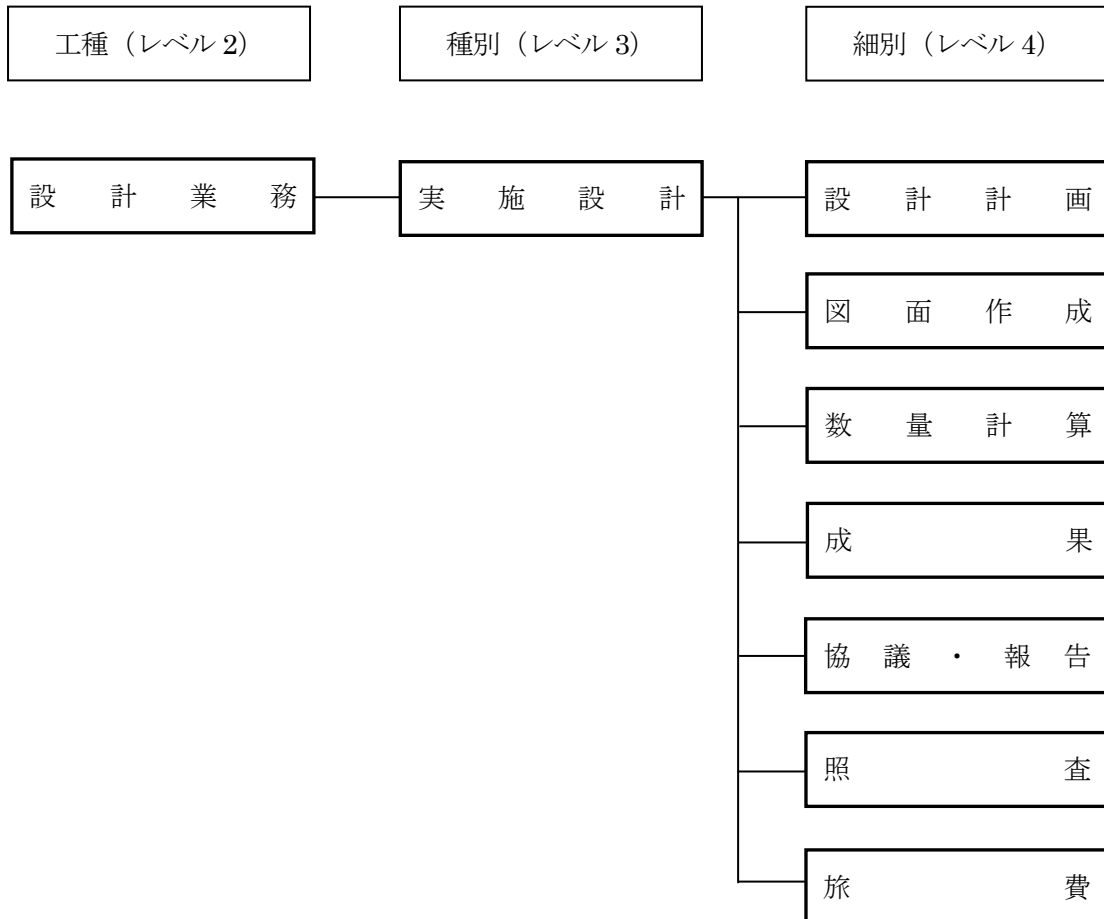 工種（レベル 2） 種別（レベル 3） 細別（レベル 4）
設計業務 実施設計 設計計画
図面作成
数量計算
成果
協議・報告
照査
旅費